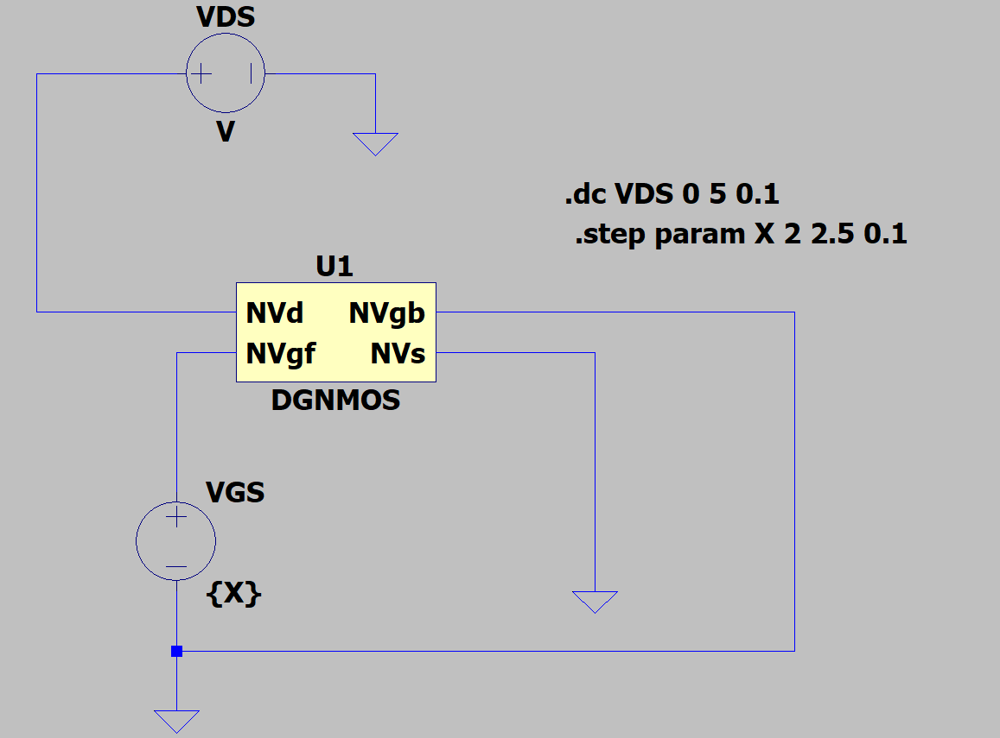 VDS
V
.dc VDS 0 5 0.1
.step param X 2 2.5 0.1
U1
NVd NVgb
NVgf NVs
DGNMOS
VGS
{X}